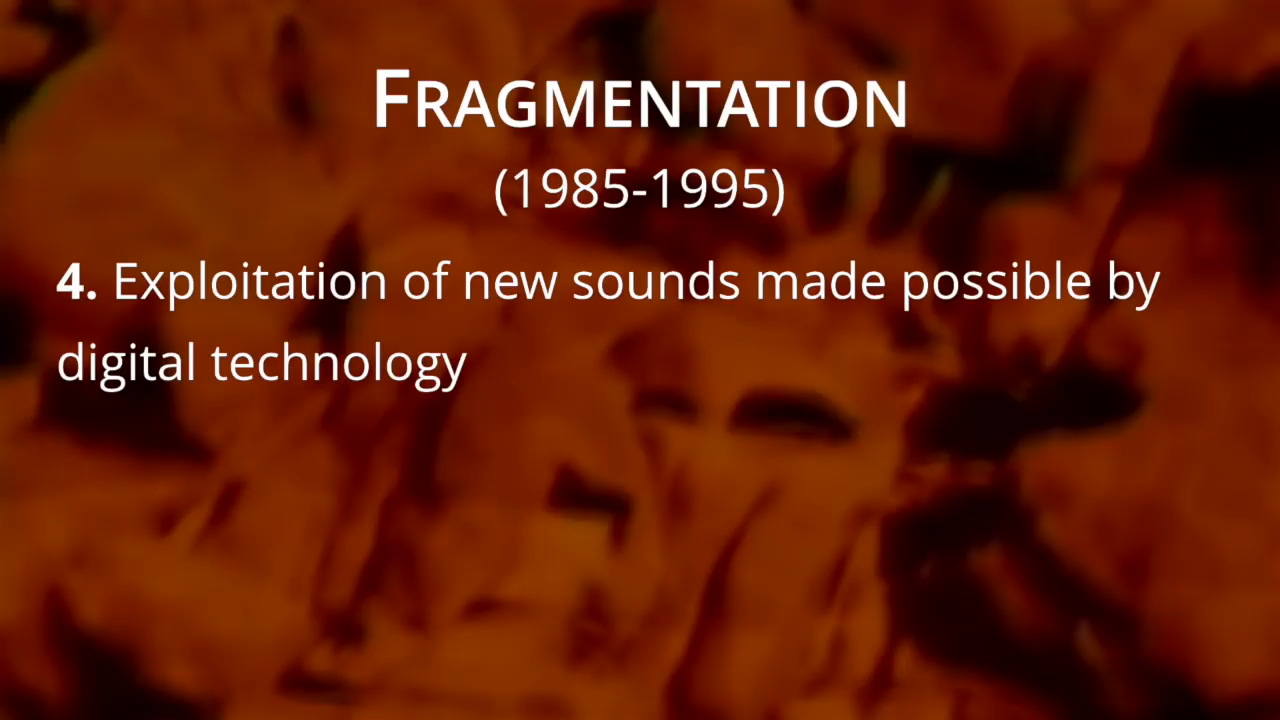 FRAGMENTATION
(1985-1995)
4. Exploitation of new sounds made possible by
digital technology